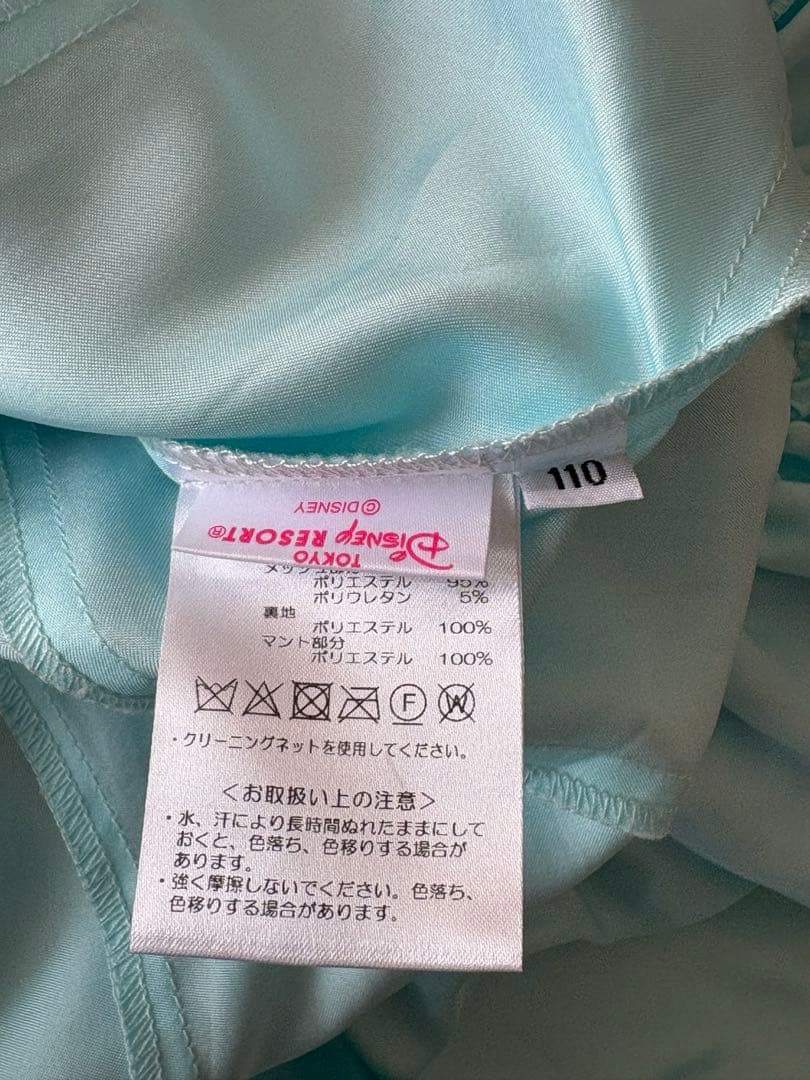 110
©DISNEY
TOKYO
DISNEY RESORT®
ポリエステル 95%
ポリウレタン 5%
裏地
ポリエステル 100%
マント部分
ポリエステル 100%
F
W
・クリーニングネットを使用してください。
＜お取扱い上の注意＞
・水、汗により長時間ぬれたままにして
おくと、色落ち、色移りする場合が
あります。
・強く摩擦しないでください。色落ち、
色移りする場合があります。